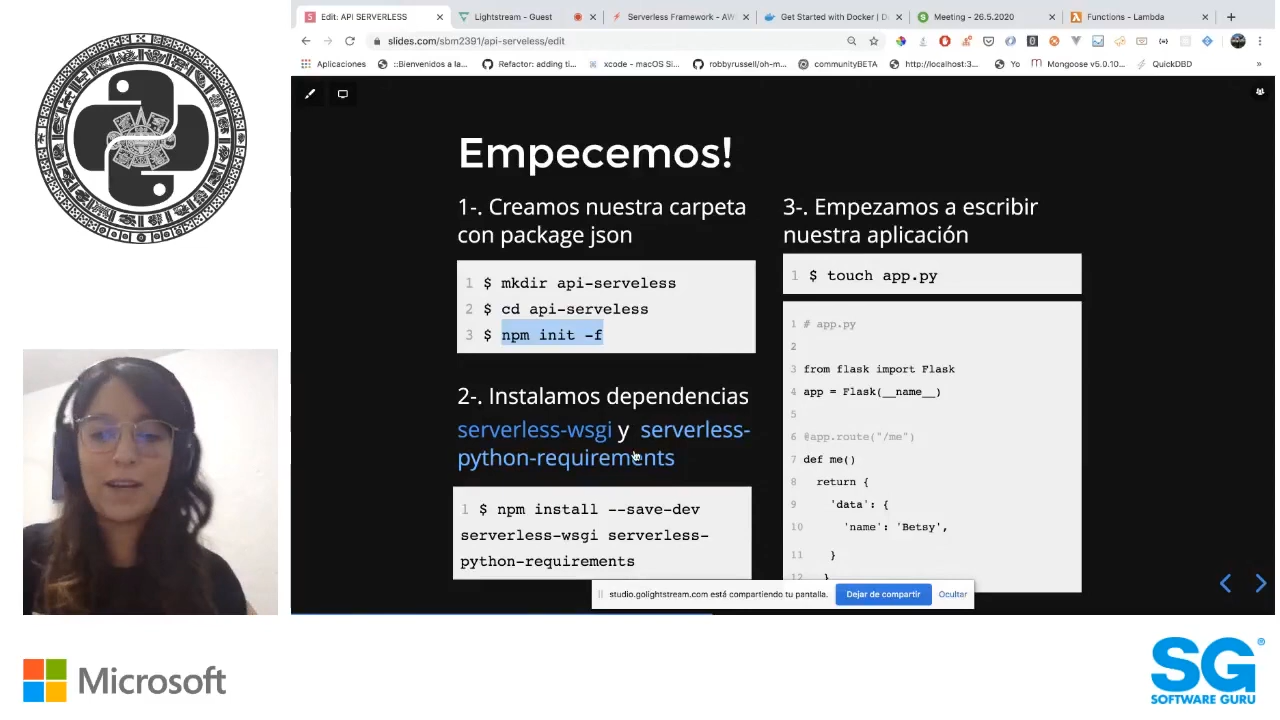 Edit: API SERVERLESS
Lightstream - Guest
Serverless Framework - AW
Get Started with Docker | D
Meeting - 26.5.2020
Functions - Lambda
slides.com/sbm2391/api-serveless/edit
Aplicaciones
::Bienvenidos a la...
Refactor: adding ti...
xcode - macOS Si...
robbyrussell/oh-m...
communityBETA
http://localhost:3...
Yo
Mongoose v5.0.10...
QuickDBD
Empecemos!
1-. Creamos nuestra carpeta
con package json
1 $ mkdir api-serveless
2 $ cd api-serveless
3 $ npm init -f
2-. Instalamos dependencias
serverless-wsgi y serverless-
python-requirements
1 $ npm install --save-dev
serverless-wsgi serverless-
python-requirements
3-. Empezamos a escribir
nuestra aplicación
1 $ touch app.py
1 # app.py
2
3 from flask import Flask
4 app = Flask(__name__)
5
6 @app.route("/me")
7 def me()
8 return {
9 'data': {
10 'name': 'Betsy',
11 }
12 }
studio.golightstream.com está compartiendo tu pantalla.
Dejar de compartir
Ocultar
Microsoft
SG
SOFTWARE GURU